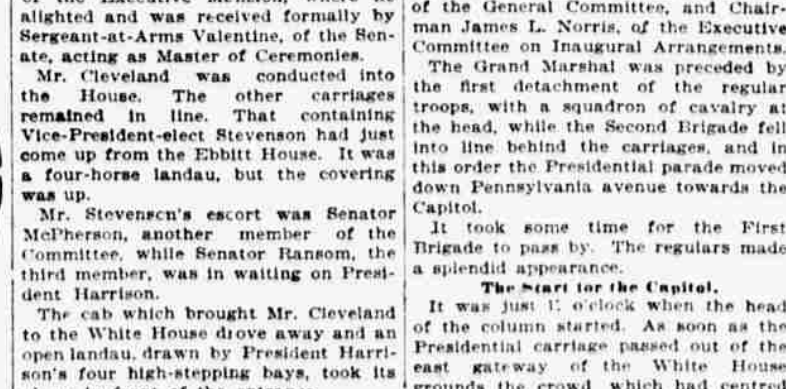 alighted and was received formally by
Sergeant-at-Arms Valentine, of the Sen-
ate, acting as Master of Ceremonies.
Mr. Cleveland was conducted into
the House. The other carriages
remained in line. That containing
Vice-President-elect Stevenson had just
come up from the Ebbitt House. It was
a four-horse landau, but the covering
was up.
Mr. Stevenscn's escort was Senator
McPherson, another member of the
Committee, while Senator Ransom, the
third member, was in waiting on Presi-
dent Harrison.
The cab which brought Mr. Cleveland
to the White House drove away and an
open landau, drawn by President Harri-
son's four high-stepping bays, took its
of the General Committee, and Chair-
man James L. Norris, of the Executive
Committee on Inaugural Arrangements.
The Grand Marshal was preceded by
the first detachment of the regular
troops, with a squadron of cavalry at
the head, while the Second Brigade fell
into line behind the carriages, and in
this order the Presidential parade moved
down Pennsylvania avenue towards the
Capitol.
It took some time for the First
Brigade to pass by. The regulars made
a splendid appearance.
The Start for the Capitol.
It was just o'clock when the head
of the column started. As soon as the
Presidential carriage passed out of the
east gateway of the White House
grounds the crowd which had centred